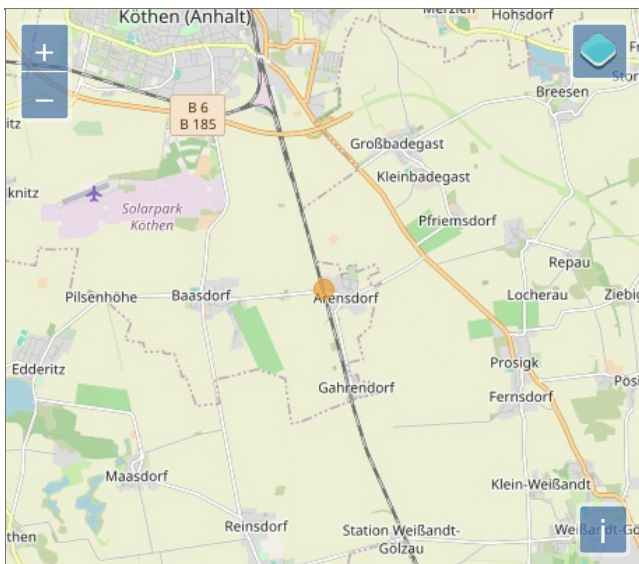 Köthen (Anhalt)
Merzien
Hohsdorf
+
−
Breesen
B 6
B 185
Großbadegast
Kleinbadegast
Solarpark
Köthen
Pfriemsdorf
Repau
Pilsenhöhe
Baasdorf
Arensdorf
Locherau
Edderitz
Prosigk
Gahrendorf
Fernsdorf
Maasdorf
Klein-Weißandt
Reinsdorf
Station Weißandt-
Gölzau
i